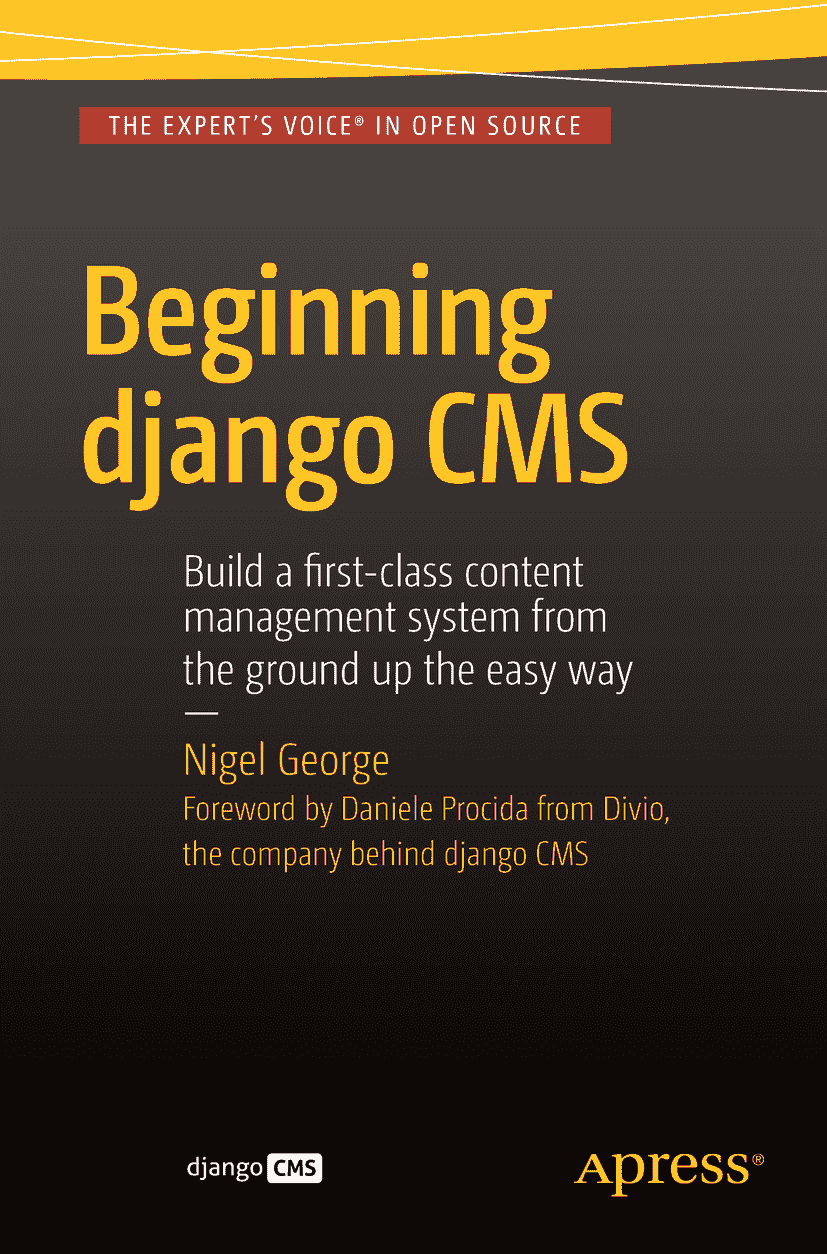 THE EXPERT'S VOICE® IN OPEN SOURCE
Beginning
django CMS
Build a first-class content
management system from
the ground up the easy way
Nigel George
Foreword by Daniele Procida from Divio,
the company behind django CMS
django CMS
Apress®